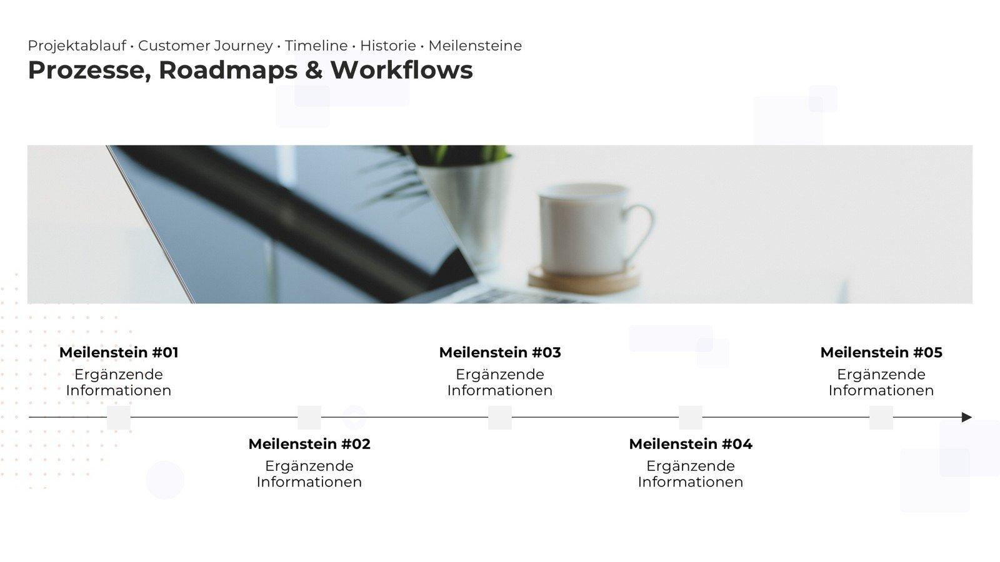 Projektablauf • Customer Journey • Timeline • Historie • Meilensteine
Prozesse, Roadmaps & Workflows
Meilenstein #01
Ergänzende
Informationen
Meilenstein #02
Ergänzende
Informationen
Meilenstein #03
Ergänzende
Informationen
Meilenstein #04
Ergänzende
Informationen
Meilenstein #05
Ergänzende
Informationen